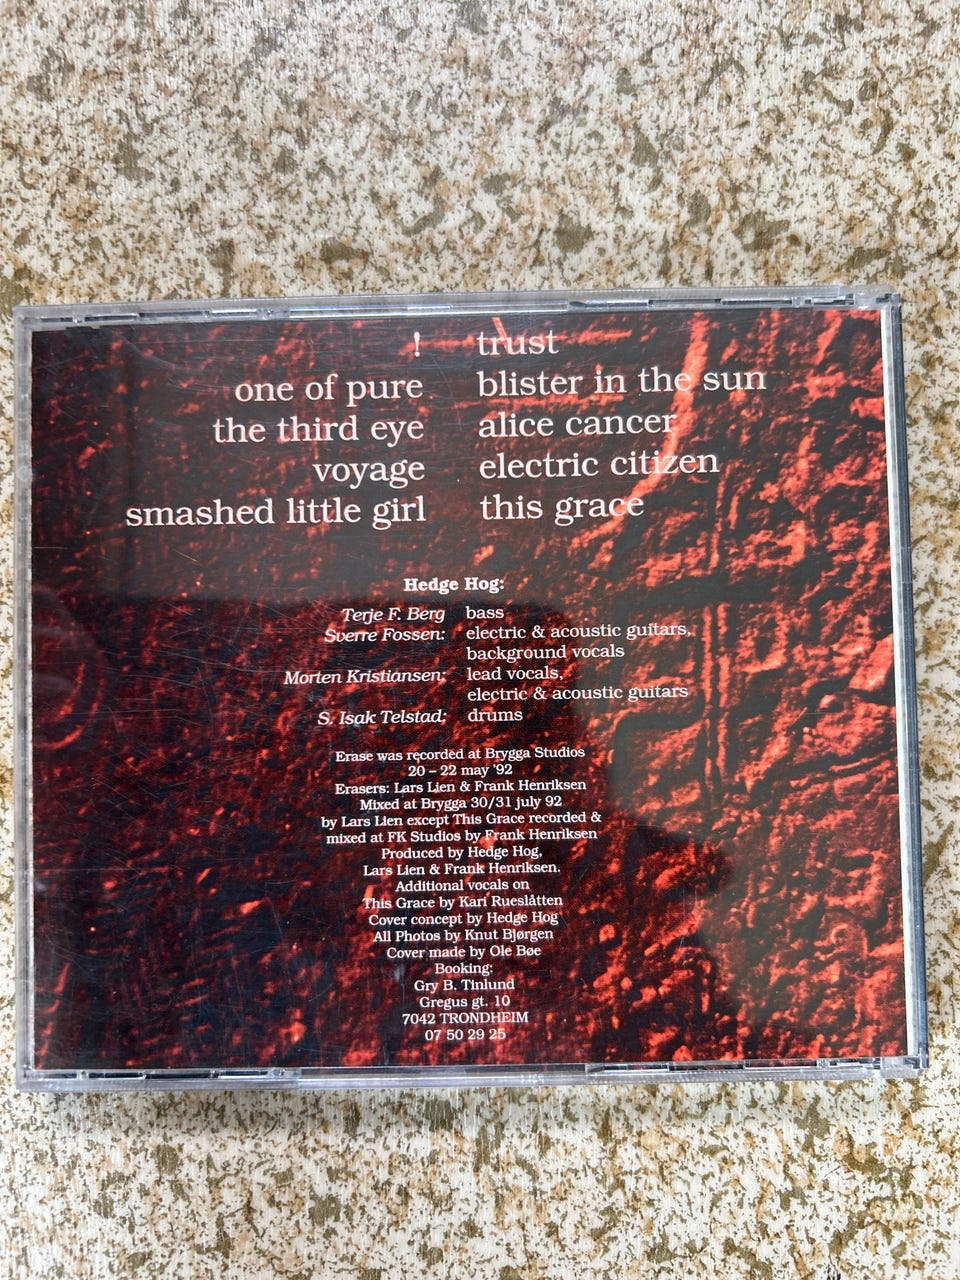 !
one of pure
the third eye
voyage
smashed little girl
trust
blister in the sun
alice cancer
electric citizen
this grace
Hedge Hog:
Terje F. Berg bass
Sverre Fossen: electric & acoustic guitars,
background vocals
Morten Kristiansen: lead vocals,
electric & acoustic guitars
S. Isak Telstad: drums
Erase was recorded at Brygga Studios
20 – 22 may '92
Erasers: Lars Lien & Frank Henriksen
Mixed at Brygga 30/31 july 92
by Lars Lien except This Grace recorded &
mixed at FK Studios by Frank Henriksen
Produced by Hedge Hog,
Lars Lien & Frank Henriksen.
Additional vocals on
This Grace by Kari Rueslåtten
Cover concept by Hedge Hog
All Photos by Knut Bjørgen
Cover made by Ole Bøe
Booking:
Gry B. Tinlund
Gregus gt. 10
7042 TRONDHEIM
07 50 29 25